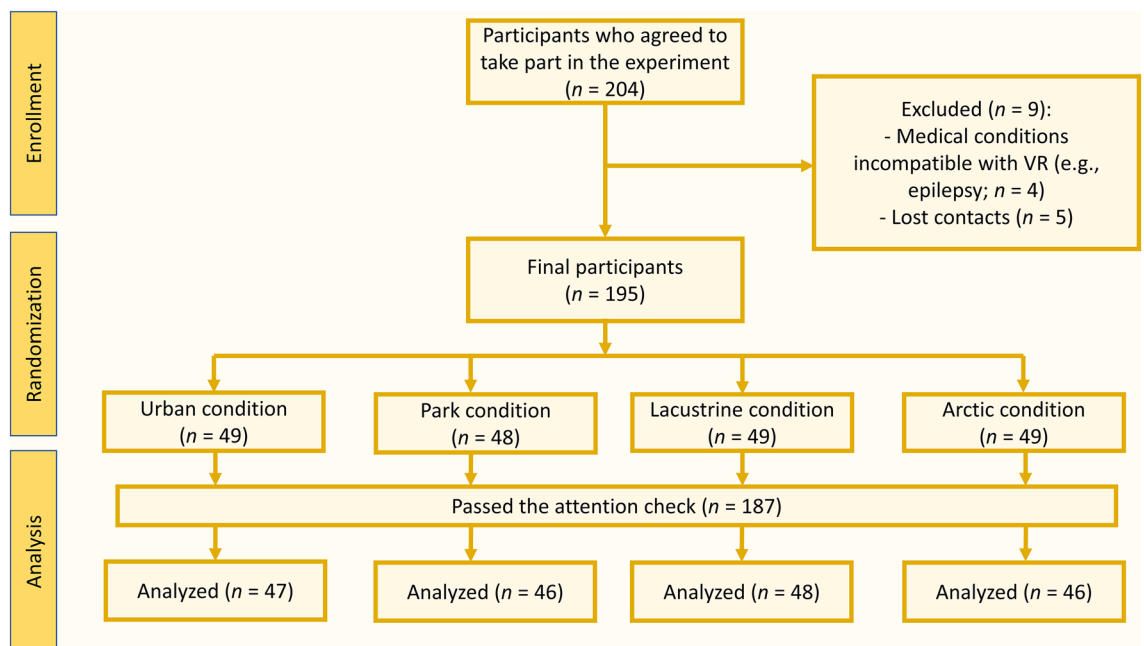 Enrollment
Participants who agreed to
take part in the experiment
(n = 204)
Excluded (n = 9):
- Medical conditions
incompatible with VR (e.g.,
epilepsy; n = 4)
- Lost contacts (n = 5)
Randomization
Final participants
(n = 195)
Urban condition
(n = 49)
Park condition
(n = 48)
Lacustrine condition
(n = 49)
Arctic condition
(n = 49)
Analysis
Passed the attention check (n = 187)
Analyzed (n = 47)
Analyzed (n = 46)
Analyzed (n = 48)
Analyzed (n = 46)